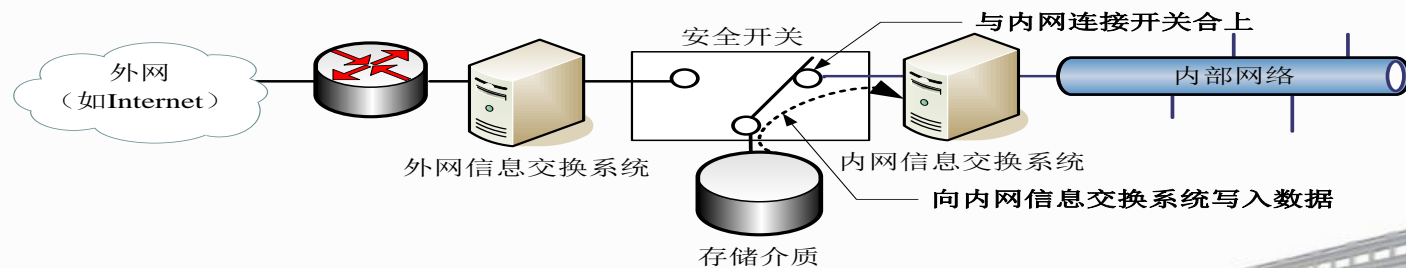 与内网连接开关合上
安全开关
外网
（如Internet）
内部网络
外网信息交换系统
内网信息交换系统
向内网信息交换系统写入数据
存储介质